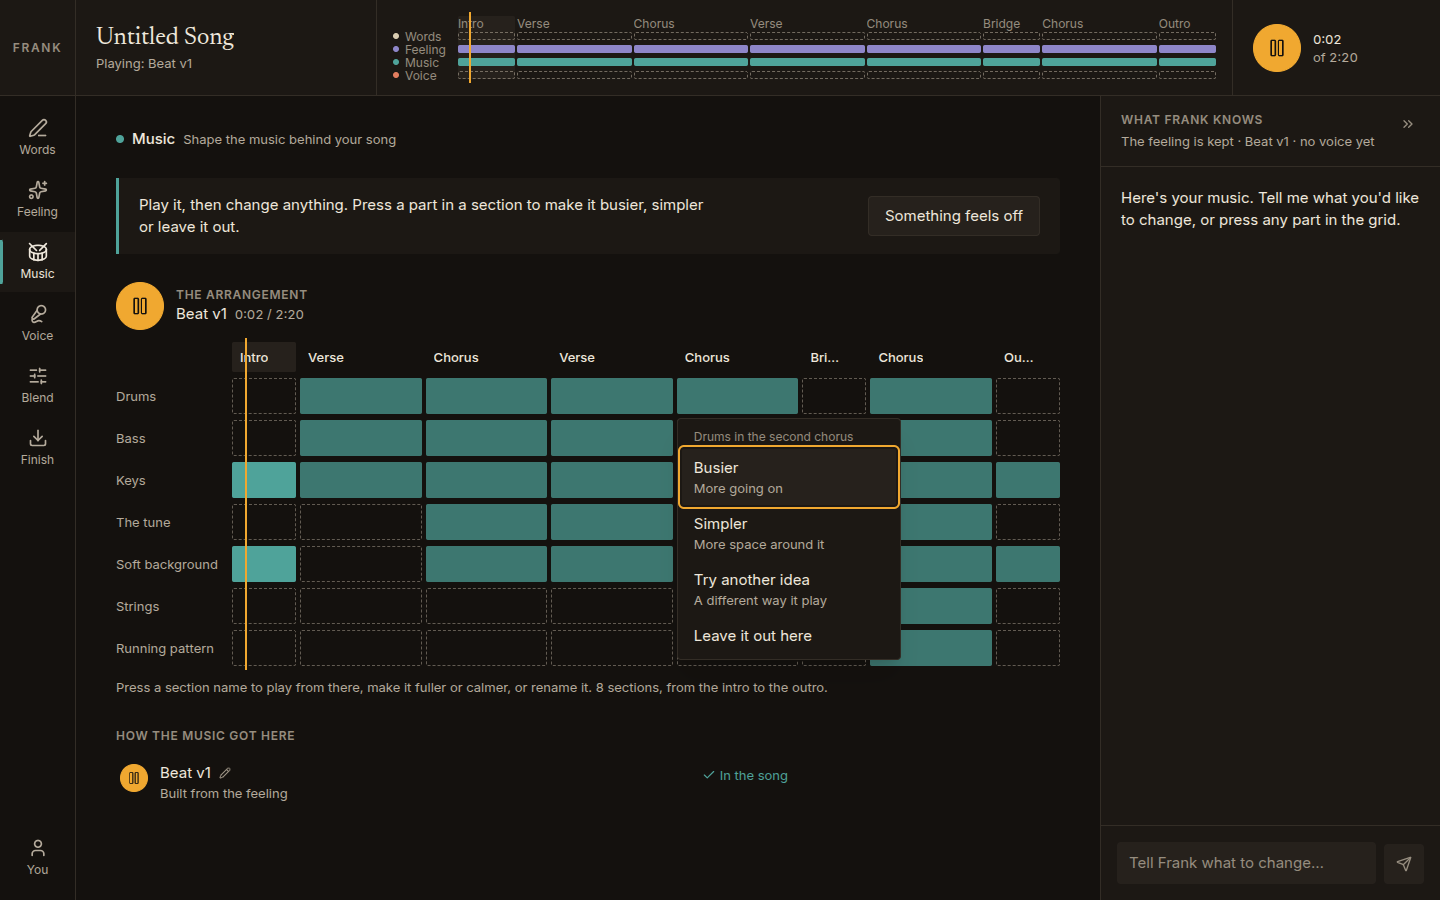 FRANK
Untitled Song
Playing: Beat v1
Intro Verse Chorus Verse Chorus Bridge Chorus Outro
Words
Feeling
Music
Voice
0:02
of 2:20
Words
Feeling
Music
Voice
Blend
Finish
You
Music Shape the music behind your song
Play it, then change anything. Press a part in a section to make it busier, simpler
or leave it out.
Something feels off
THE ARRANGEMENT
Beat v1 0:02 / 2:20
Intro Verse Chorus Verse Chorus Bri... Chorus Ou...
Drums
Bass
Keys
The tune
Soft background
Strings
Running pattern
Drums in the second chorus
Busier
More going on
Simpler
More space around it
Try another idea
A different way it play
Leave it out here
Press a section name to play from there, make it fuller or calmer, or rename it. 8 sections, from the intro to the outro.
HOW THE MUSIC GOT HERE
Beat v1
Built from the feeling
In the song
WHAT FRANK KNOWS
The feeling is kept · Beat v1 · no voice yet
Here's your music. Tell me what you'd like
to change, or press any part in the grid.
Tell Frank what to change...